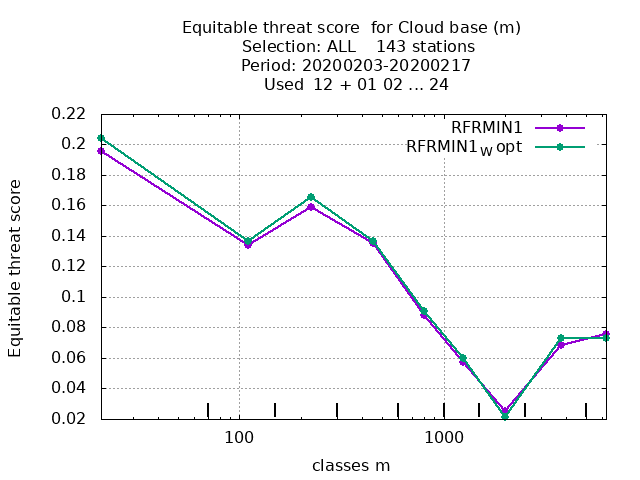 Equitable threat score for Cloud base (m)
Selection: ALL 143 stations
Period: 20200203-20200217
Used 12 + 01 02 ... 24
RFRMIN1
RFRMIN1W opt
0.22
0.2
0.18
0.16
0.14
0.12
0.1
0.08
0.06
0.04
0.02
Equitable threat score
100 1000
classes m